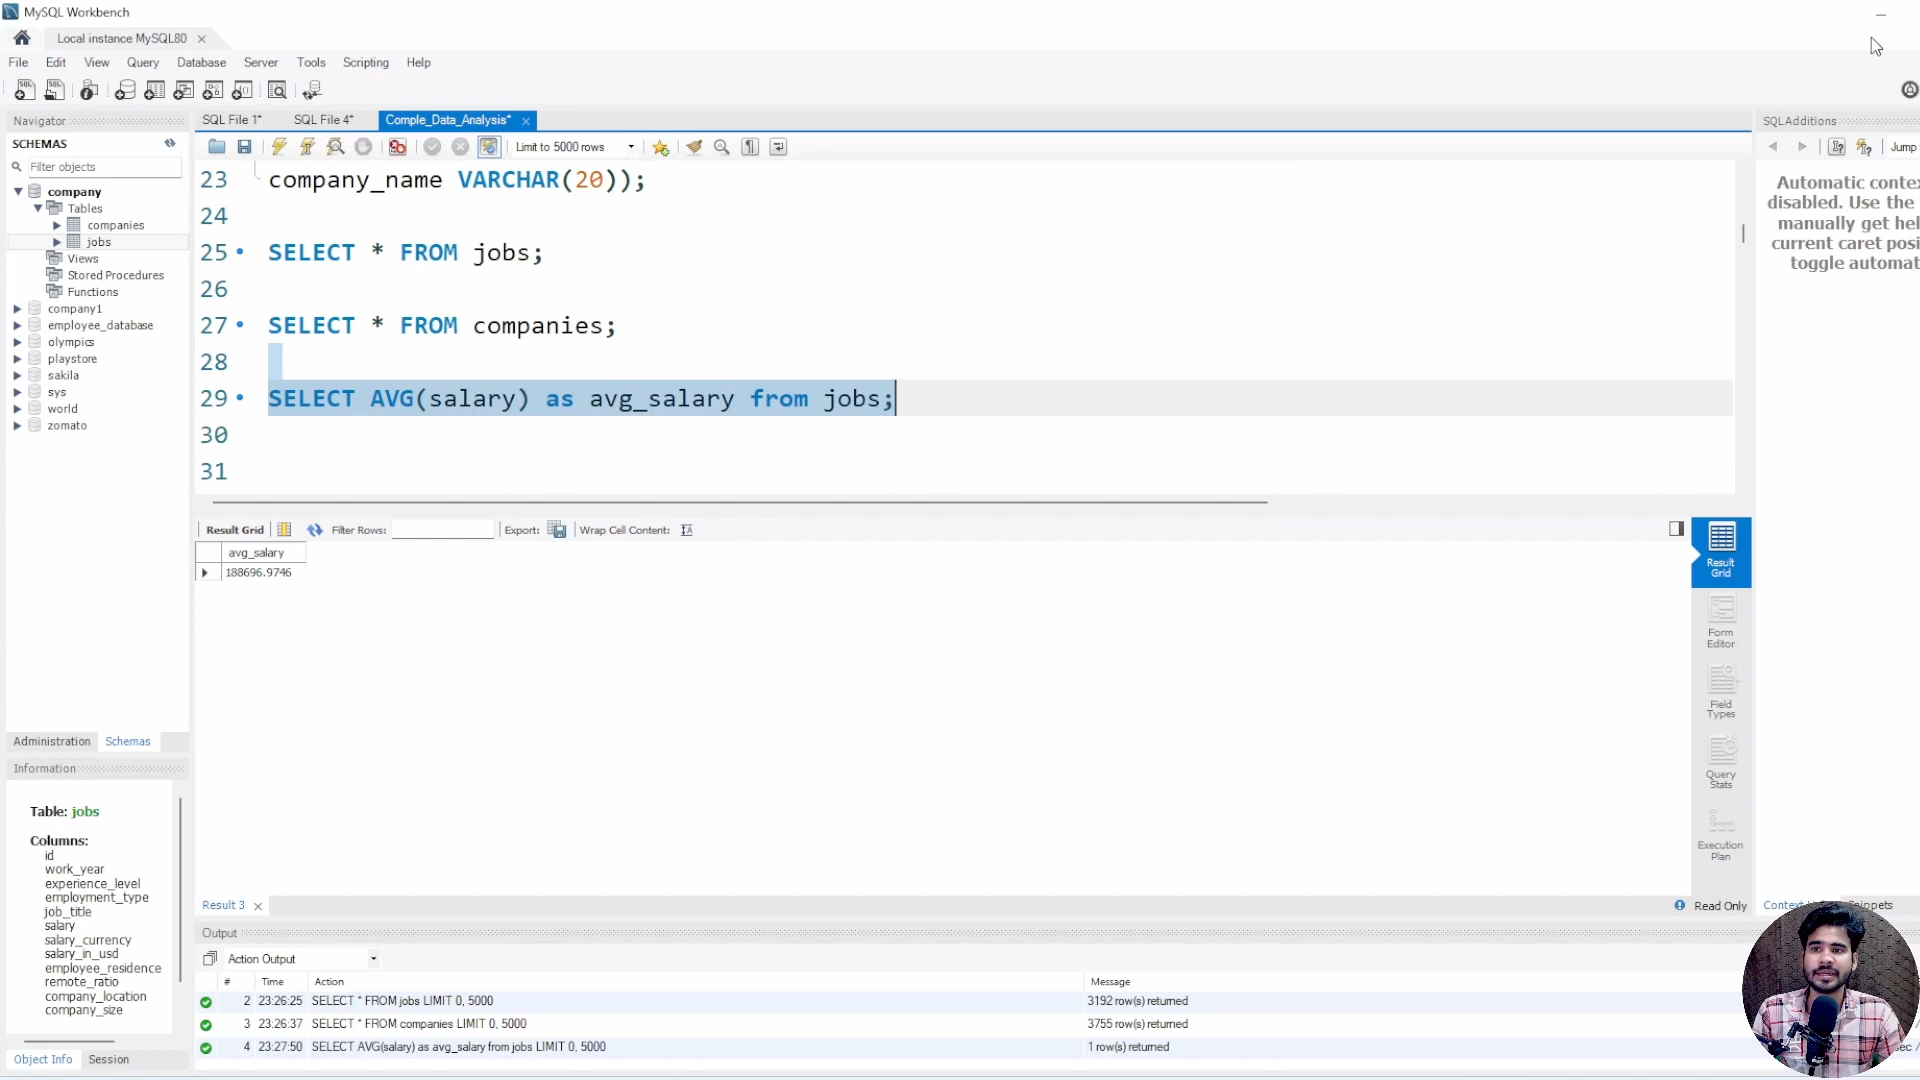 MySQL Workbench
Local instance MySQL80
File Edit View Query Database Server Tools Scripting Help
Navigator
SCHEMAS
Filter objects
company
Tables
companies
jobs
Views
Stored Procedures
Functions
company1
employee_database
olympics
playstore
sakila
sys
world
zomato
Administration Schemas
Information
Table: jobs
Columns:
id
work_year
experience_level
employment_type
job_title
salary
salary_currency
salary_in_usd
employee_residence
remote_ratio
company_location
company_size
Object Info Session
SQL File 1* SQL File 4* Comple_Data_Analysis*
Limit to 5000 rows
23 company_name VARCHAR(20));
24
25 SELECT * FROM jobs;
26
27 SELECT * FROM companies;
28
29 SELECT AVG(salary) as avg_salary from jobs;
30
31
Result Grid Filter Rows: Export: Wrap Cell Content:
avg_salary
188696.9746
Result Grid
Form Editor
Field Types
Query Stats
Execution Plan
Result 3
Read Only
Output
Action Output
# Time Action Message
2 23:26:25 SELECT * FROM jobs LIMIT 0, 5000 3192 row(s) returned
3 23:26:37 SELECT * FROM companies LIMIT 0, 5000 3755 row(s) returned
4 23:27:50 SELECT AVG(salary) as avg_salary from jobs LIMIT 0, 5000 1 row(s) returned
SQLAdditions
Jump
Automatic contex
disabled. Use the
manually get hel
current caret posi
toggle automat